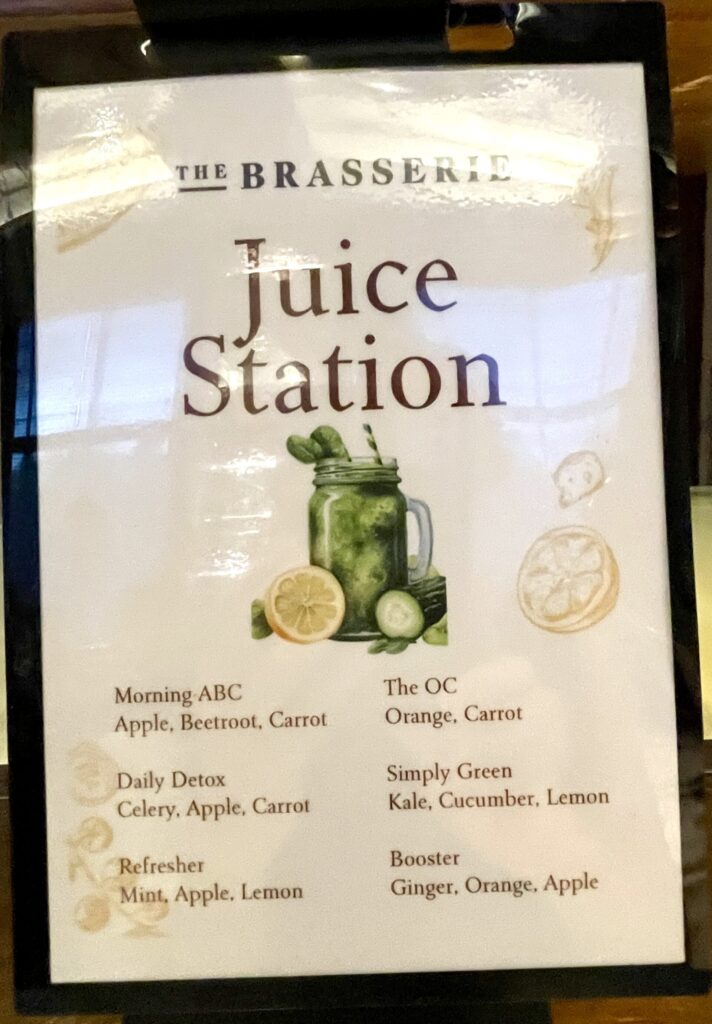 THE BRASSERIE
Juice
Station
Morning ABC
Apple, Beetroot, Carrot
The OC
Orange, Carrot
Daily Detox
Celery, Apple, Carrot
Simply Green
Kale, Cucumber, Lemon
Refresher
Mint, Apple, Lemon
Booster
Ginger, Orange, Apple